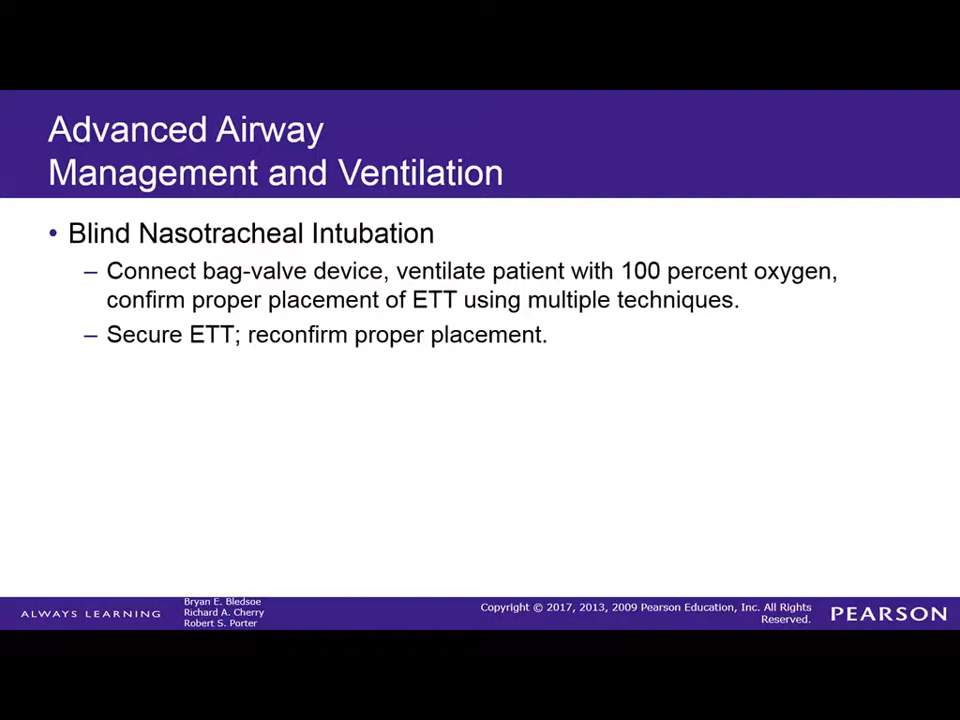 Advanced Airway
Management and Ventilation
• Blind Nasotracheal Intubation
– Connect bag-valve device, ventilate patient with 100 percent oxygen,
confirm proper placement of ETT using multiple techniques.
– Secure ETT; reconfirm proper placement.
ALWAYS LEARNING
Bryan E. Bledsoe
Richard A. Cherry
Robert S. Porter
Copyright © 2017, 2013, 2009 Pearson Education, Inc. All Rights
Reserved.
PEARSON